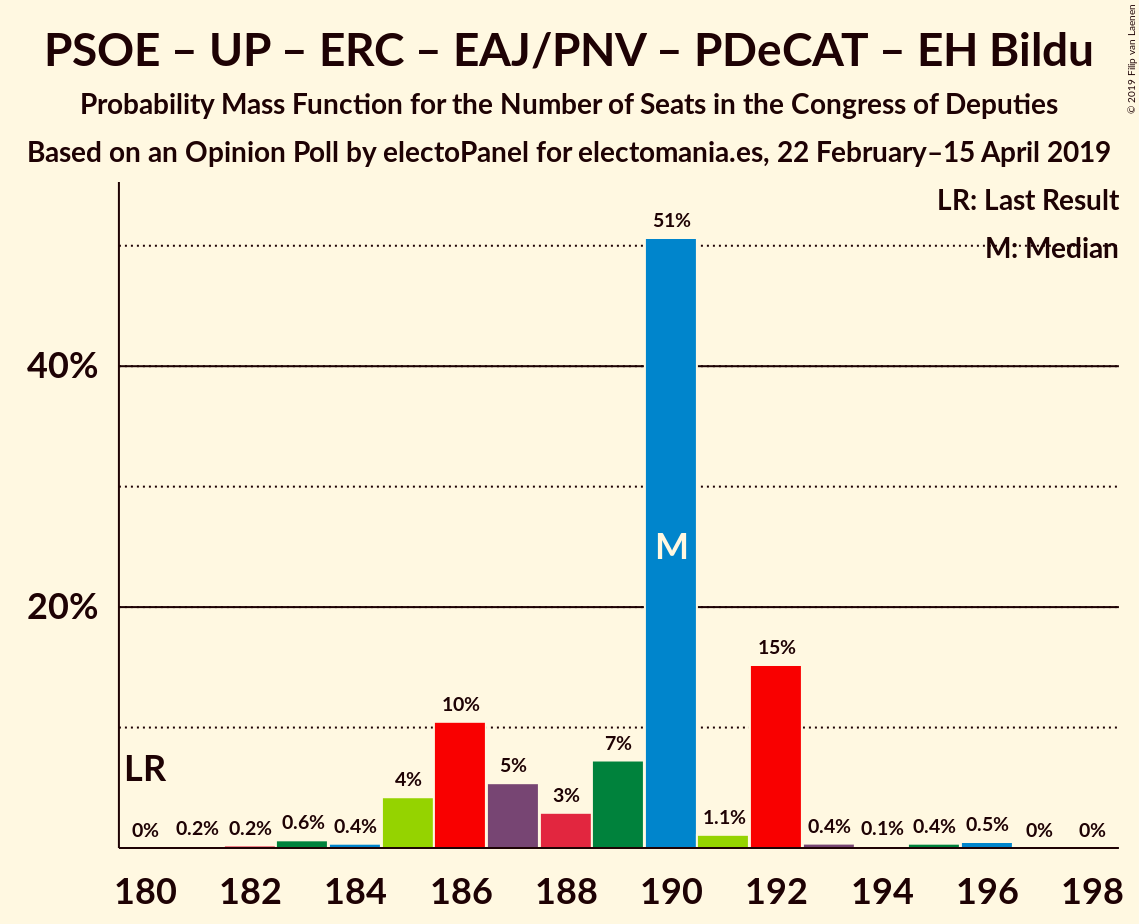 PSOE – UP – ERC – EAJ/PNV – PDeCAT – EH Bildu
Probability Mass Function for the Number of Seats in the Congress of Deputies
Based on an Opinion Poll by electoPanel for electomania.es, 22 February–15 April 2019
© 2019 Filip van Laenen
LR: Last Result
M: Median
51%
40%
M
20%
15%
10%
7%
LR
5%
4%
3%
0% 0.2% 0.2% 0.6% 0.4% 1.1% 0.4% 0.1% 0.4% 0.5% 0% 0%
180 182 184 186 188 190 192 194 196 198